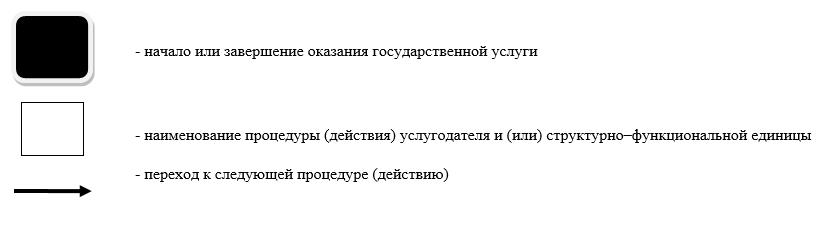 - начало или завершение оказания государственной услуги
- наименование процедуры (действия) услугодателя и (или) структурно–функциональной единицы
- переход к следующей процедуре (действию)